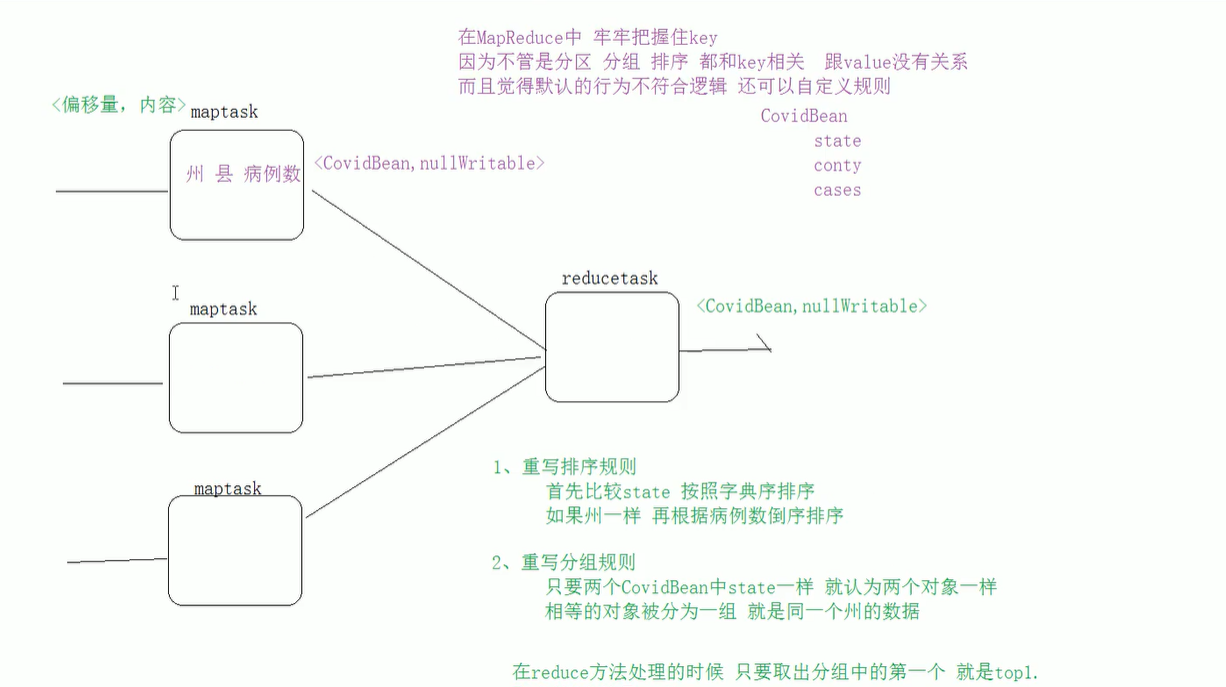 在MapReduce中 牢牢把握住key
因为不管是分区 分组 排序 都和key相关 跟value没有关系
而且觉得默认的行为不符合逻辑 还可以自定义规则
CovidBean
state
conty
cases
<偏移量, 内容>
maptask
州 县 病例数
<CovidBean,nullWritable>
maptask
maptask
reducetask
<CovidBean,nullWritable>
1、重写排序规则
首先比较state 按照字典序排序
如果州一样 再根据病例数倒序排序
2、重写分组规则
只要两个CovidBean中state一样 就认为两个对象一样
相等的对象被分为一组 就是同一个州的数据
在reduce方法处理的时候 只要取出分组中的第一个 就是top1.